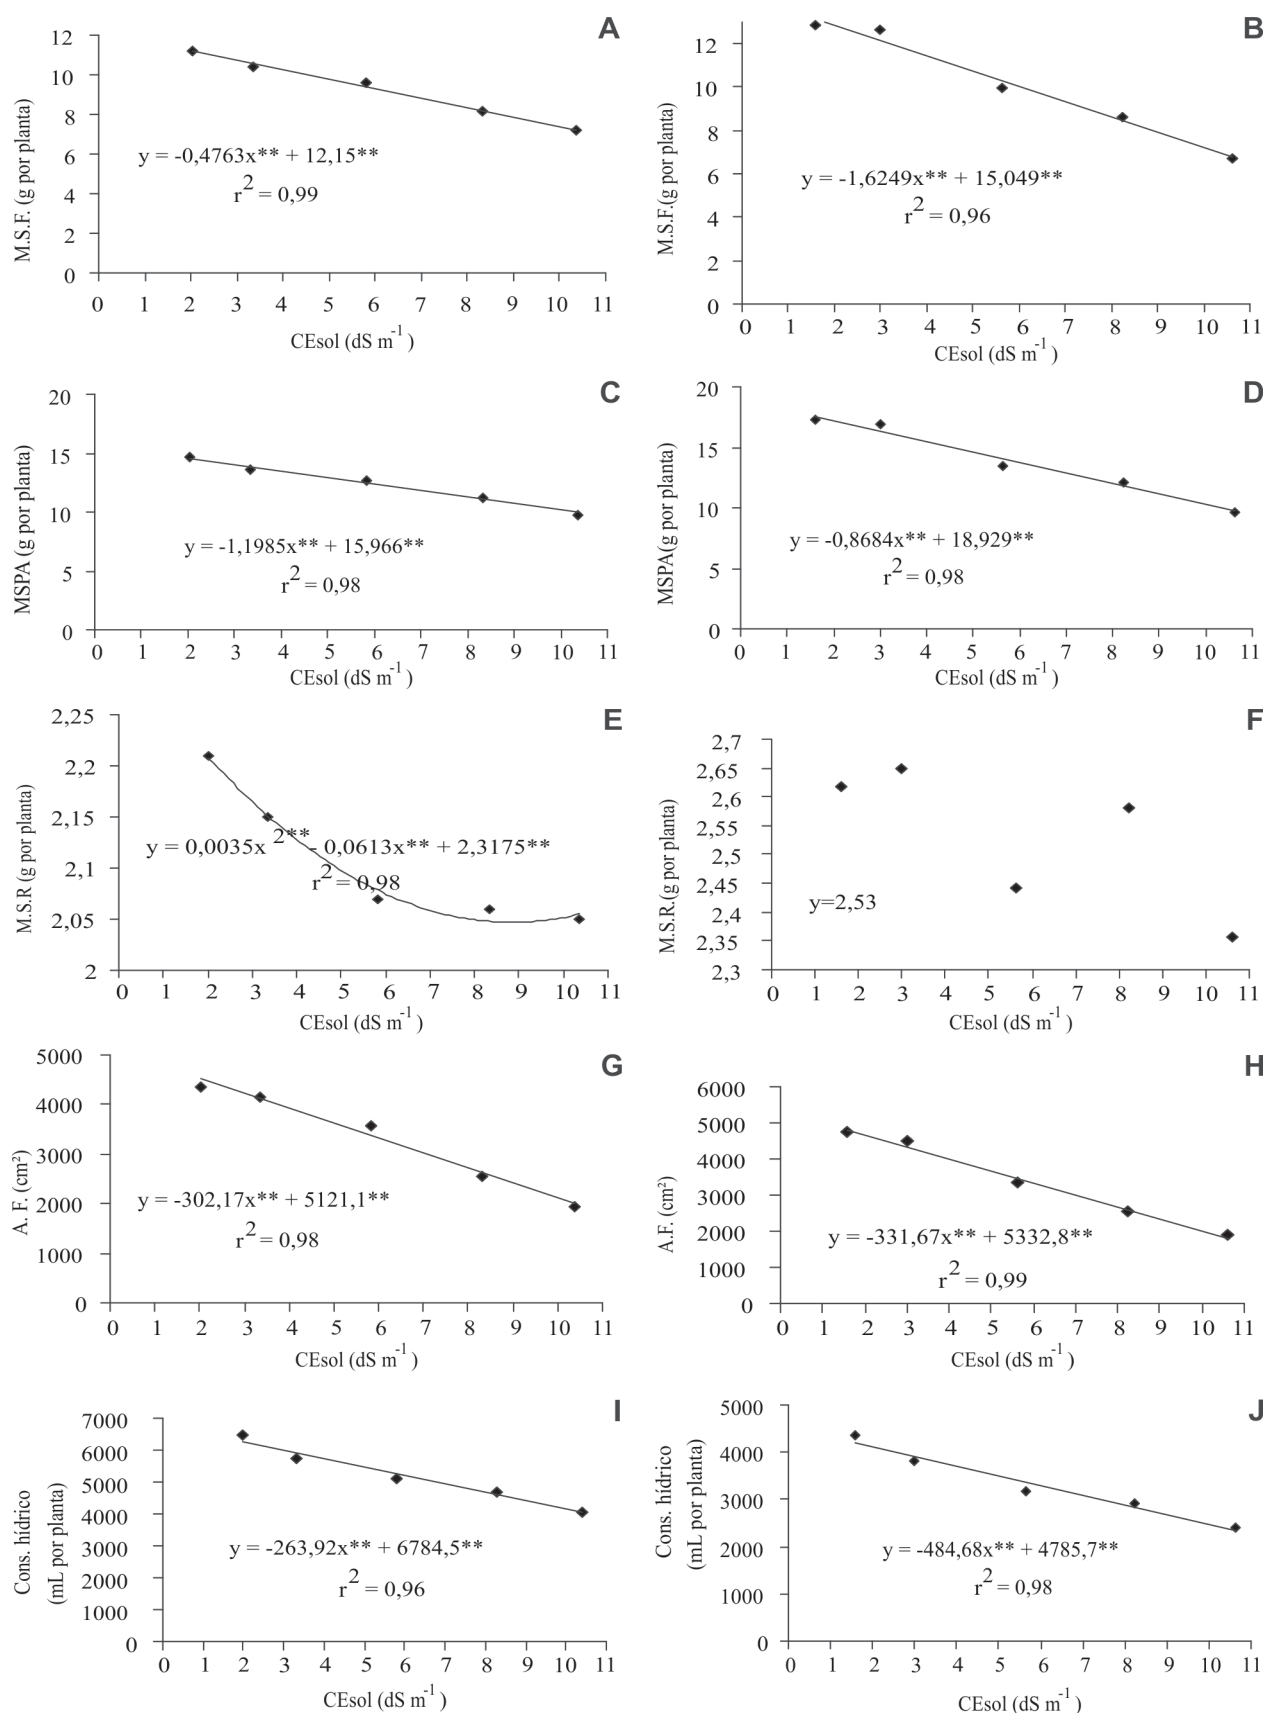 A
M.S.F. (g por planta)
12
10
8
6
4
2
0
y = -0,4763x** + 12,15**
r2 = 0,99
0 1 2 3 4 5 6 7 8 9 10 11
CEsol (dS m-1 )
B
M.S.F.(g por planta)
12
10
8
6
4
2
0
y = -1,6249x** + 15,049**
r2 = 0,96
0 1 2 3 4 5 6 7 8 9 10 11
CEsol (dS m-1 )
C
MSPA (g por planta)
20
15
10
5
0
y = -1,1985x** + 15,966**
r2 = 0,98
0 1 2 3 4 5 6 7 8 9 10 11
CEsol (dS m-1 )
D
MSPA(g por planta)
20
15
10
5
0
y = -0,8684x** + 18,929**
r2 = 0,98
0 1 2 3 4 5 6 7 8 9 10 11
CEsol (dS m-1 )
E
M.S.R (g por planta)
2,25
2,2
2,15
2,1
2,05
2
y = 0,0035x 2** - 0,0613x** + 2,3175**
r2 = 0,98
0 1 2 3 4 5 6 7 8 9 10 11
CEsol (dS m-1 )
F
M.S.R.(g por planta)
2,7
2,65
2,6
2,55
2,5
2,45
2,4
2,35
2,3
y=2,53
0 1 2 3 4 5 6 7 8 9 10 11
CEsol (dS m-1 )
G
A. F. (cm²)
5000
4000
3000
2000
1000
0
y = -302,17x** + 5121,1**
r2 = 0,98
0 1 2 3 4 5 6 7 8 9 10 11
CEsol (dS m-1 )
H
A.F. (cm²)
6000
5000
4000
3000
2000
1000
0
y = -331,67x** + 5332,8**
r2 = 0,99
0 1 2 3 4 5 6 7 8 9 10 11
CEsol (dS m-1 )
I
Cons. hídrico
(mL por planta)
7000
6000
5000
4000
3000
2000
1000
0
y = -263,92x** + 6784,5**
r2 = 0,96
0 1 2 3 4 5 6 7 8 9 10 11
CEsol (dS m-1 )
J
Cons. hídrico
(mL por planta)
5000
4000
3000
2000
1000
0
y = -484,68x** + 4785,7**
r2 = 0,98
0 1 2 3 4 5 6 7 8 9 10 11
CEsol (dS m-1 )